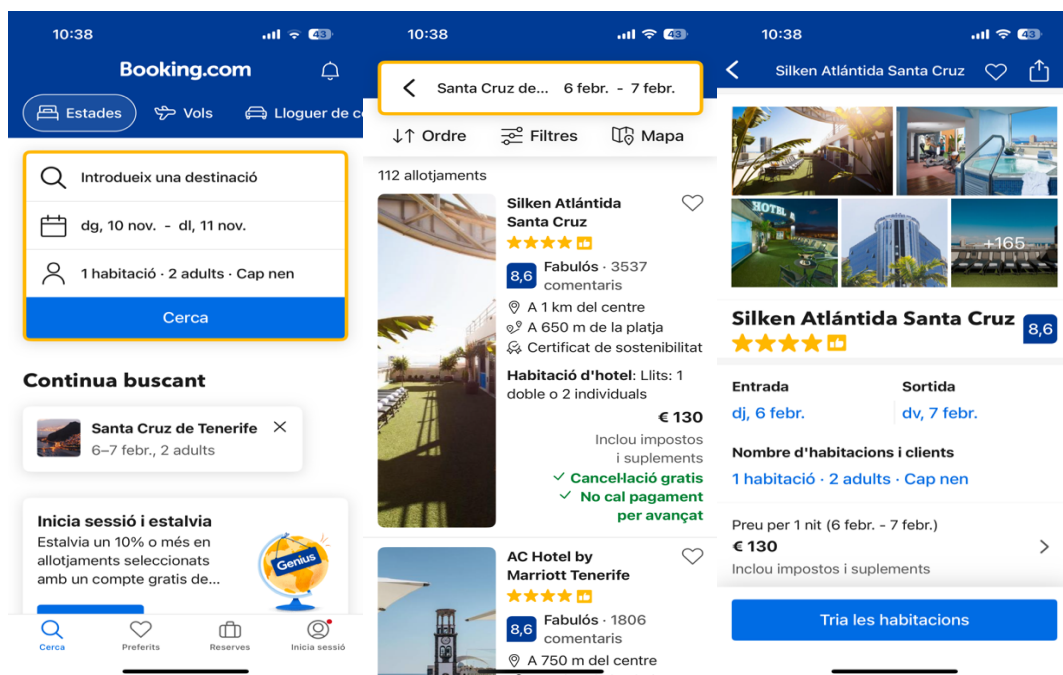 10:38
43
Booking.com
Estades
Vols
Lloguer de c
Introdueix una destinació
dg, 10 nov. - dl, 11 nov.
1 habitació · 2 adults · Cap nen
Cerca
Continua buscant
Santa Cruz de Tenerife
6–7 febr., 2 adults
Inicia sessió i estalvia
Estalvia un 10% o més en
allotjaments seleccionats
amb un compte gratis de...
Genius
Cerca
Preferits
Reserves
Inicia sessió
10:38
43
Santa Cruz de... 6 febr. - 7 febr.
Ordre
Filtres
Mapa
112 allotjaments
Silken Atlántida
Santa Cruz
8,6
Fabulós · 3537
comentaris
A 1 km del centre
A 650 m de la platja
Certificat de sostenibilitat
Habitació d'hotel: Llits: 1
doble o 2 individuals
€ 130
Inclou impostos
i suplements
Cancel·lació gratis
No cal pagament
per avançat
AC Hotel by
Marriott Tenerife
8,6
Fabulós · 1806
comentaris
A 750 m del centre
10:38
43
Silken Atlántida Santa Cruz
HOTEL
+165
Silken Atlántida Santa Cruz
8,6
Entrada
Sortida
dj, 6 febr.
dv, 7 febr.
Nombre d'habitacions i clients
1 habitació · 2 adults · Cap nen
Preu per 1 nit (6 febr. - 7 febr.)
€ 130
Inclou impostos i suplements
Tria les habitacions